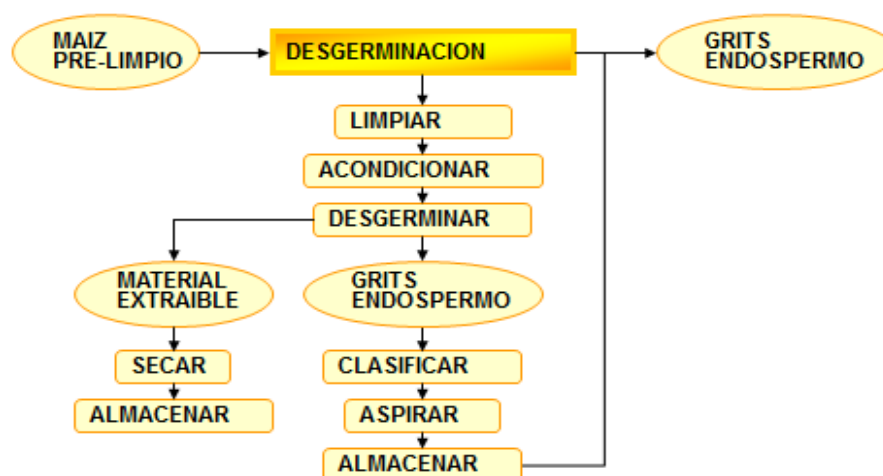 MAIZ
PRE-LIMPIO
DESGERMINACION
GRITS
ENDOSPERMO
LIMPIAR
ACONDICIONAR
DESGERMINAR
MATERIAL
EXTRAIBLE
GRITS
ENDOSPERMO
SECAR
CLASIFICAR
ALMACENAR
ASPIRAR
ALMACENAR